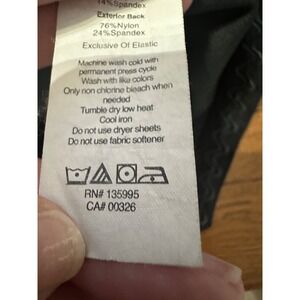 14%Spandex
Exterior Back
76%Nylon
24%Spandex
Exclusive Of Elastic
Machine wash cold with
permanent press cycle
Wash with like colors
Only non chlorine bleach when
needed
Tumble dry low heat
Cool iron
Do not use dryer sheets
Do not use fabric softener
RN# 135995
CA# 00326